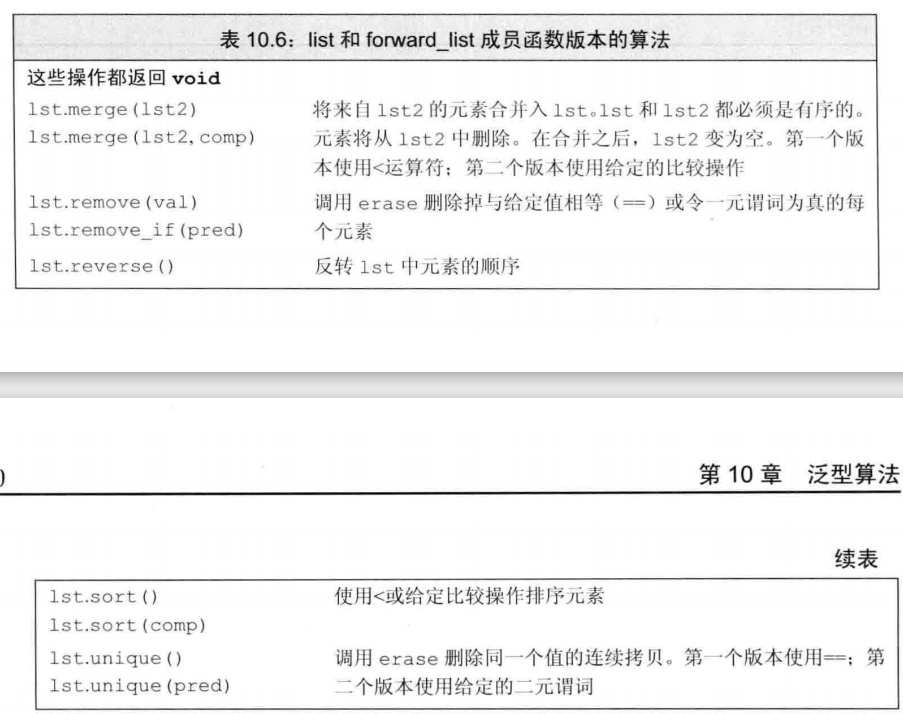 表 10.6：list 和 forward_list 成员函数版本的算法
这些操作都返回 void
lst.merge(lst2) 将来自 lst2 的元素合并入 lst。lst 和 lst2 都必须是有序的。
lst.merge(lst2, comp) 元素将从 lst2 中删除。在合并之后，lst2 变为空。第一个版
本使用<运算符；第二个版本使用给定的比较操作
lst.remove(val) 调用 erase 删除掉与给定值相等（==）或令一元谓词为真的每
lst.remove_if(pred) 个元素
lst.reverse() 反转 lst 中元素的顺序
第 10 章 泛型算法
续表
lst.sort() 使用<或给定比较操作排序元素
lst.sort(comp)
lst.unique() 调用 erase 删除同一个值的连续拷贝。第一个版本使用==；第
lst.unique(pred) 二个版本使用给定的二元谓词